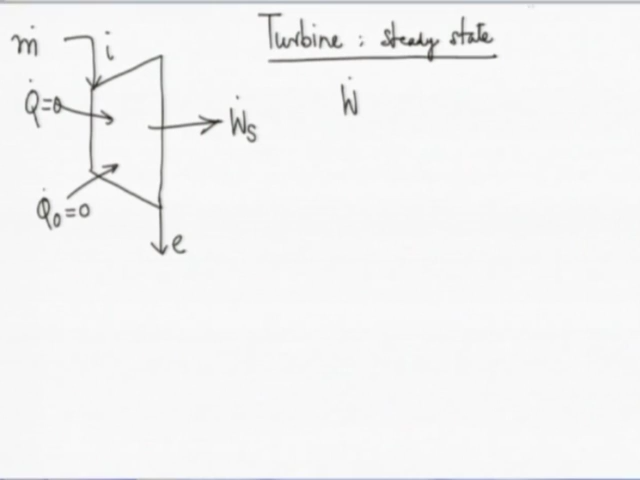 Turbine : steady state
ṁ
i
Q̇=0
Ẇ
Ẇs
Q̇₀=0
e